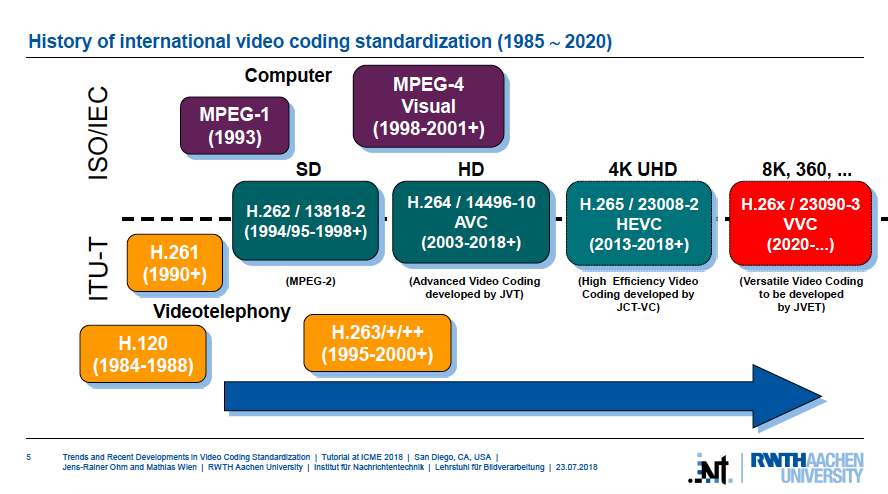 History of international video coding standardization (1985 ~ 2020)
ISO/IEC
ITU-T
Computer
MPEG-1
(1993)
MPEG-4
Visual
(1998-2001+)
SD
HD
4K UHD
8K, 360, ...
H.262 / 13818-2
(1994/95-1998+)
(MPEG-2)
H.264 / 14496-10
AVC
(2003-2018+)
(Advanced Video Coding
developed by JVT)
H.265 / 23008-2
HEVC
(2013-2018+)
(High Efficiency Video
Coding developed by
JCT-VC)
H.26x / 23090-3
VVC
(2020-...)
(Versatile Video Coding
to be developed
by JVET)
H.261
(1990+)
Videotelephony
H.120
(1984-1988)
H.263/+/++
(1995-2000+)
5
Trends and Recent Developments in Video Coding Standardization | Tutorial at ICME 2018 | San Diego, CA, USA |
Jens-Rainer Ohm and Mathias Wien | RWTH Aachen University | Institut für Nachrichtentechnik | Lehrstuhl für Bildverarbeitung | 23.07.2018
iNT
RWTHAACHEN
UNIVERSITY